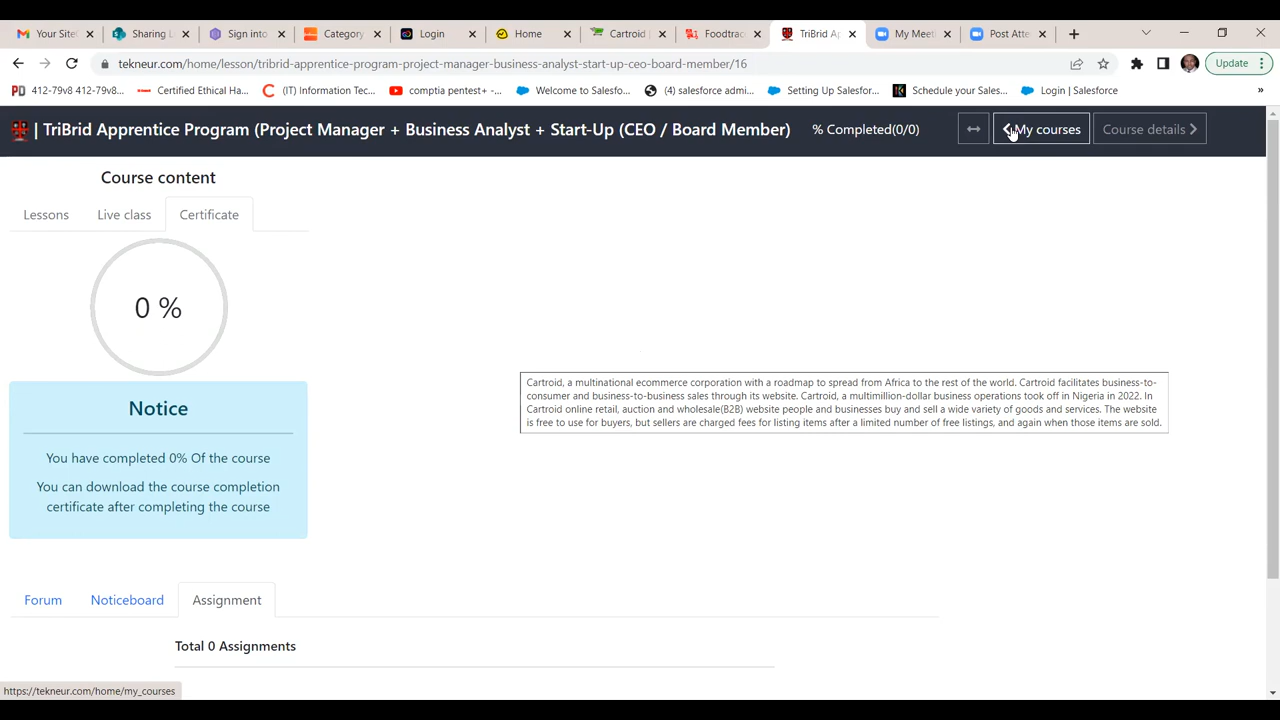 Your Site
Sharing L
Sign into
Category
Login
Home
Cartroid |
Foodtrac
TriBrid Ap
My Meeti
Post Atte
tekneur.com/home/lesson/tribrid-apprentice-program-project-manager-business-analyst-start-up-ceo-board-member/16
Update
412-79v8 412-79v8...
Certified Ethical Ha...
(IT) Information Tec...
comptia pentest+ -...
Welcome to Salesfo...
(4) salesforce admi...
Setting Up Salesfor...
Schedule your Sales...
Login | Salesforce
»
| TriBrid Apprentice Program (Project Manager + Business Analyst + Start-Up (CEO / Board Member)
% Completed(0/0)
My courses
Course details
Course content
Lessons
Live class
Certificate
0 %
Cartroid, a multinational ecommerce corporation with a roadmap to spread from Africa to the rest of the world. Cartroid facilitates business-to-
consumer and business-to-business sales through its website. Cartroid, a multimillion-dollar business operations took off in Nigeria in 2022. In
Cartroid online retail, auction and wholesale(B2B) website people and businesses buy and sell a wide variety of goods and services. The website
is free to use for buyers, but sellers are charged fees for listing items after a limited number of free listings, and again when those items are sold.
Notice
You have completed 0% Of the course
You can download the course completion
certificate after completing the course
Forum
Noticeboard
Assignment
Total 0 Assignments
https://tekneur.com/home/my_courses